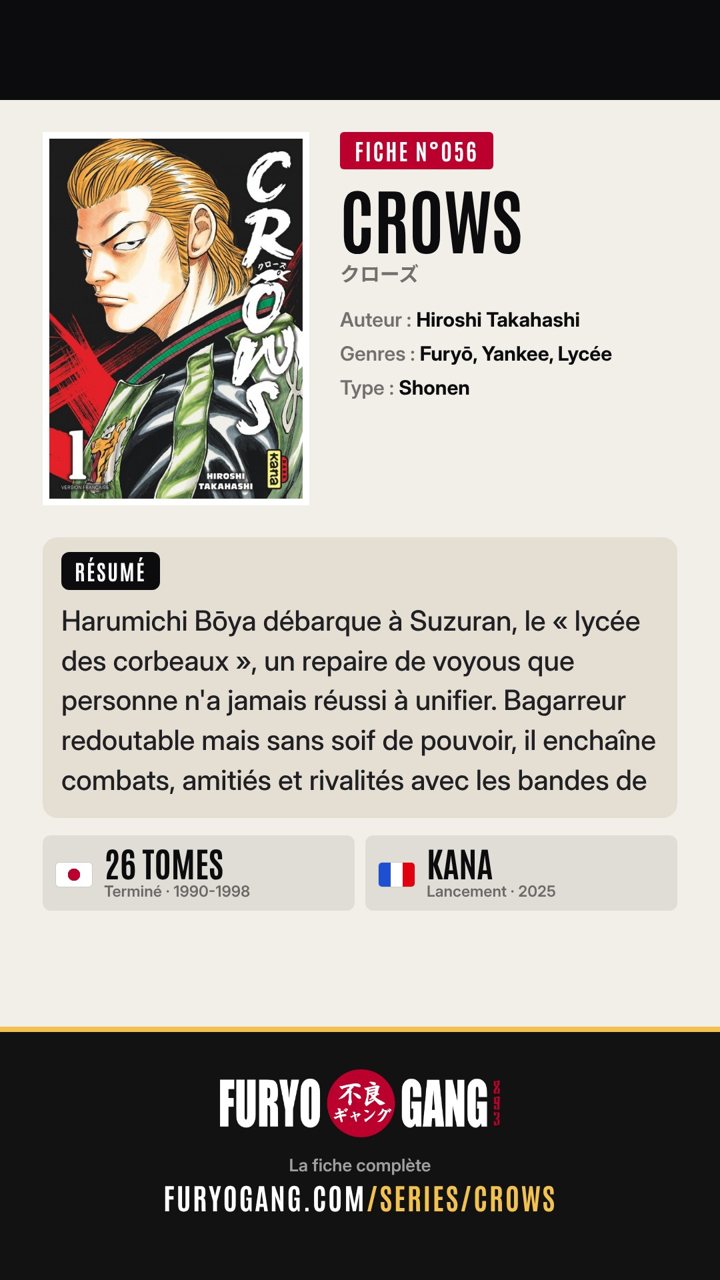 CROWS
クローズ
1
VERSION FRANÇAISE
HIROSHI
TAKAHASHI
kana
FICHE N°056
CROWS
クローズ
Auteur : Hiroshi Takahashi
Genres : Furyō, Yankee, Lycée
Type : Shonen
RÉSUMÉ
Harumichi Bōya débarque à Suzuran, le « lycée
des corbeaux », un repaire de voyous que
personne n'a jamais réussi à unifier. Bagarreur
redoutable mais sans soif de pouvoir, il enchaîne
combats, amitiés et rivalités avec les bandes de
26 TOMES
Terminé · 1990-1998
KANA
Lancement · 2025
FURYO 不良 GANG
ギャング
La fiche complète
FURYOGANG.COM/SERIES/CROWS